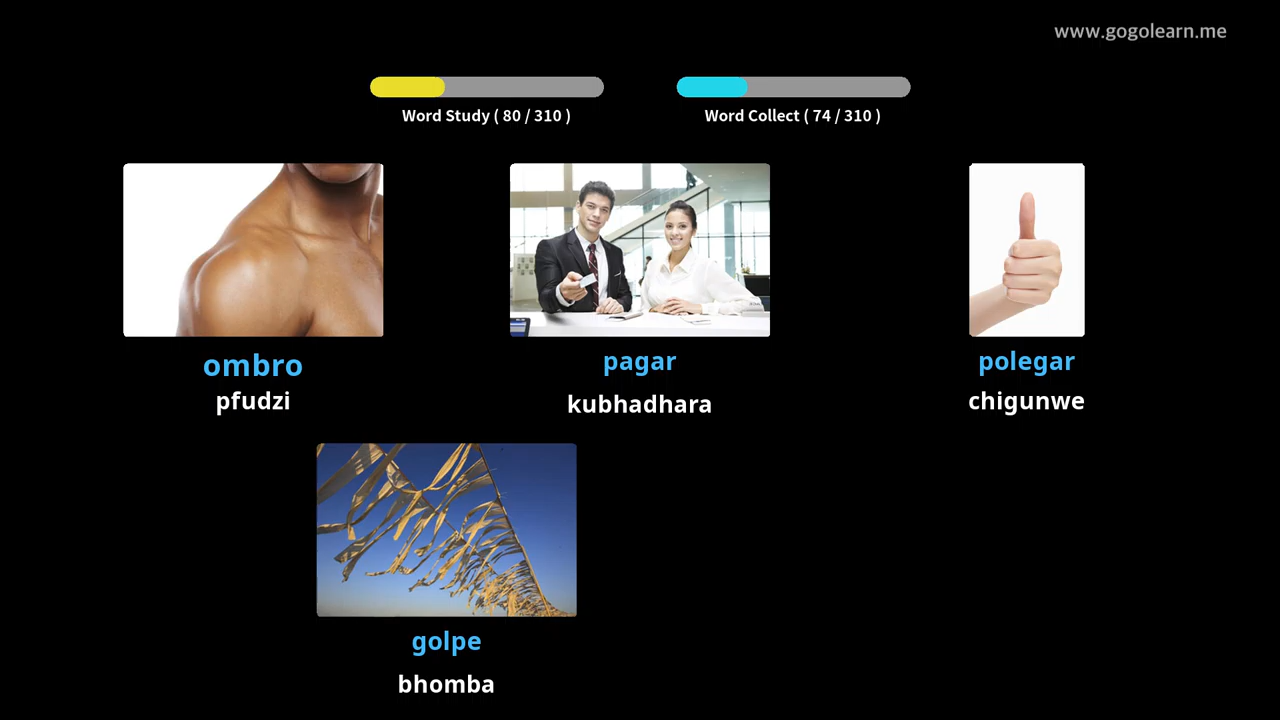 www.gogolearn.me
Word Study ( 80 / 310 )
Word Collect ( 74 / 310 )
ombro
pfudzi
pagar
kubhadhara
polegar
chigunwe
golpe
bhomba